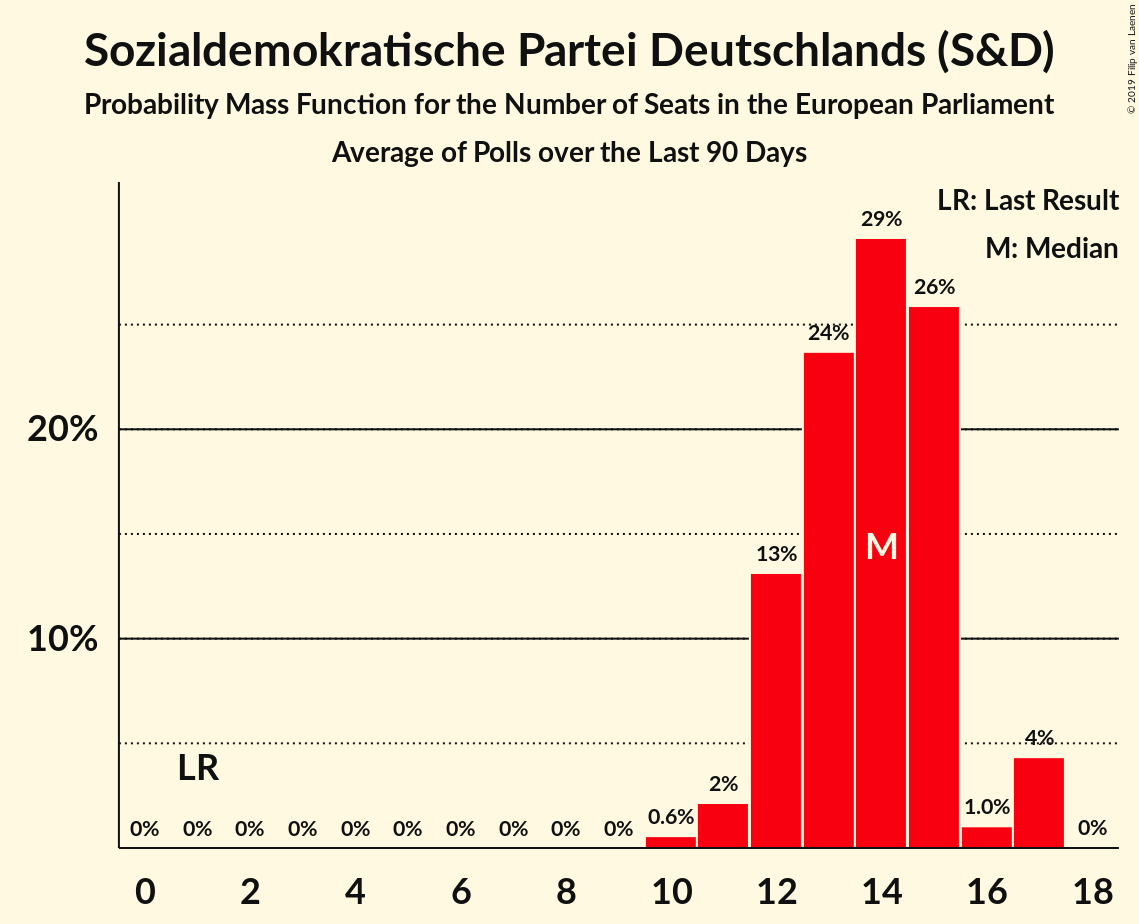 Sozialdemokratische Partei Deutschlands (S&D)
Probability Mass Function for the Number of Seats in the European Parliament
Average of Polls over the Last 90 Days
© 2019 Filip van Laenen
LR: Last Result
M: Median
29%
26%
24%
20%
M
13%
10%
4%
LR
2%
0% 0% 0% 0% 0% 0% 0% 0% 0% 0% 0.6% 1.0% 0%
0 2 4 6 8 10 12 14 16 18